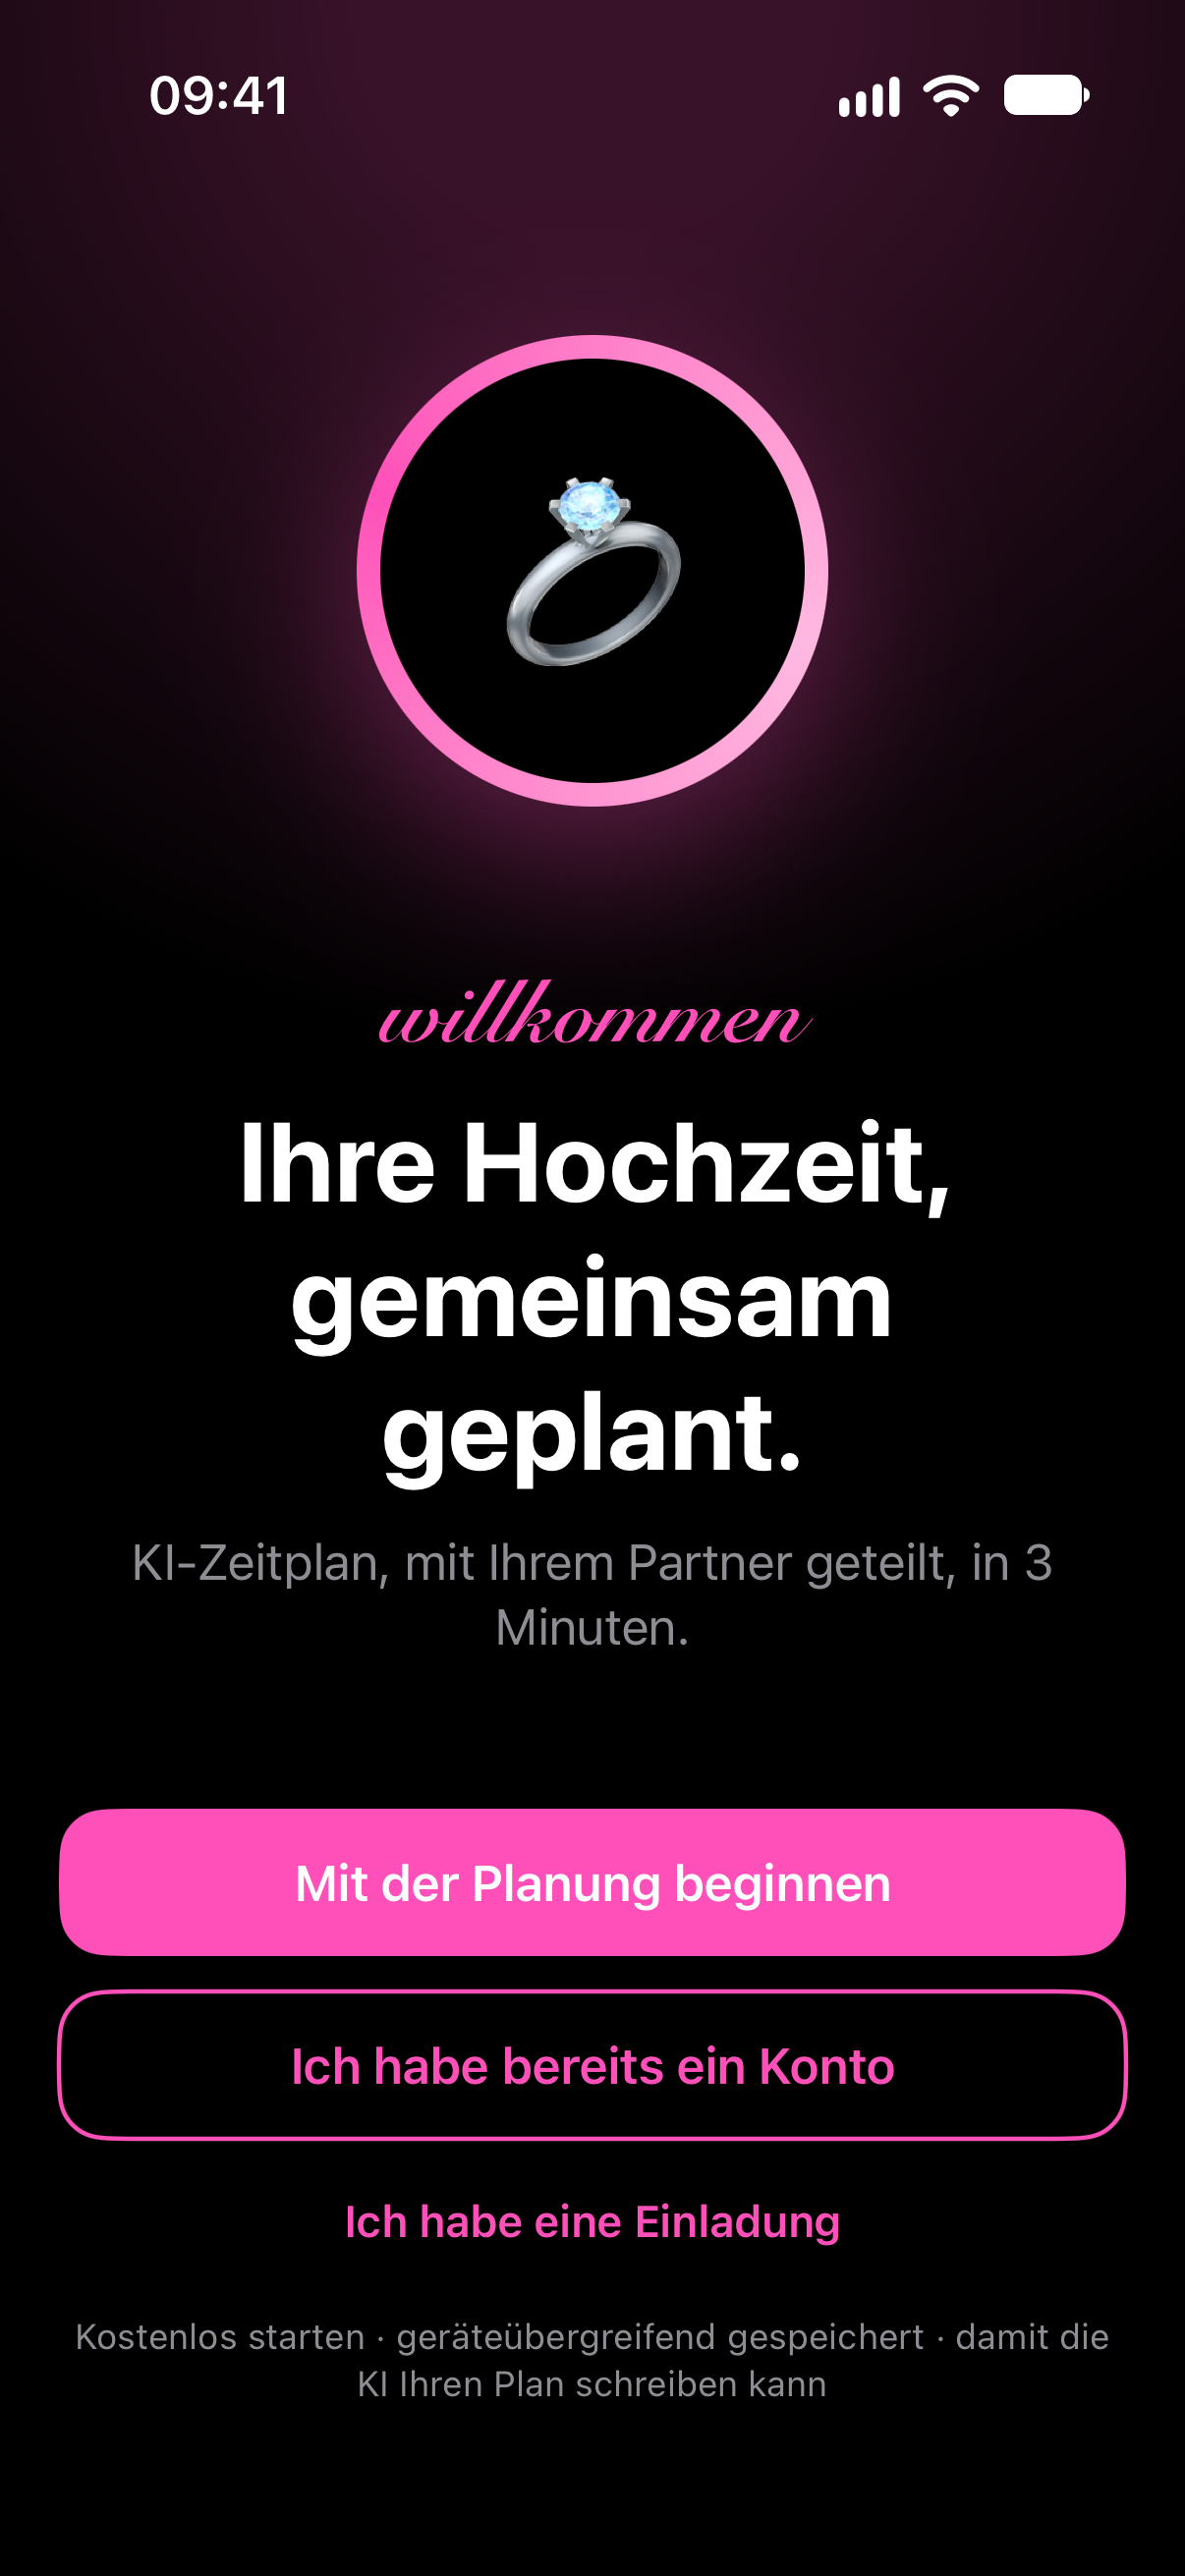 09:41
willkommen
Ihre Hochzeit,
gemeinsam
geplant.
KI-Zeitplan, mit Ihrem Partner geteilt, in 3
Minuten.
Mit der Planung beginnen
Ich habe bereits ein Konto
Ich habe eine Einladung
Kostenlos starten · geräteübergreifend gespeichert · damit die
KI Ihren Plan schreiben kann